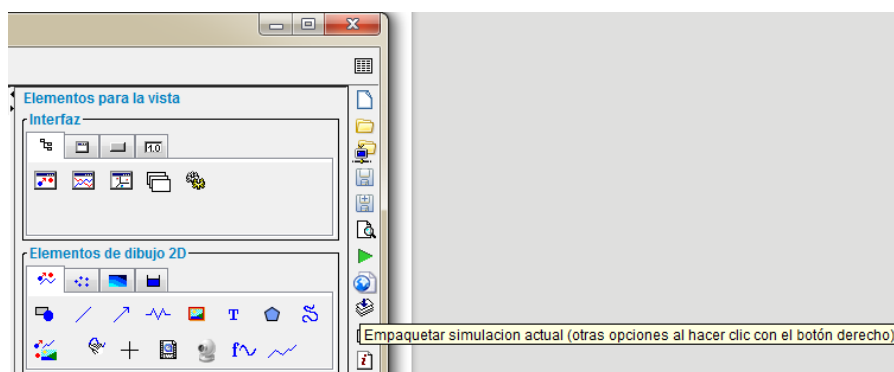 Elementos para la vista
Interfaz
1.0
Elementos de dibujo 2D
T
f
Empaquetar simulacion actual (otras opciones al hacer clic con el botón derecho)
i